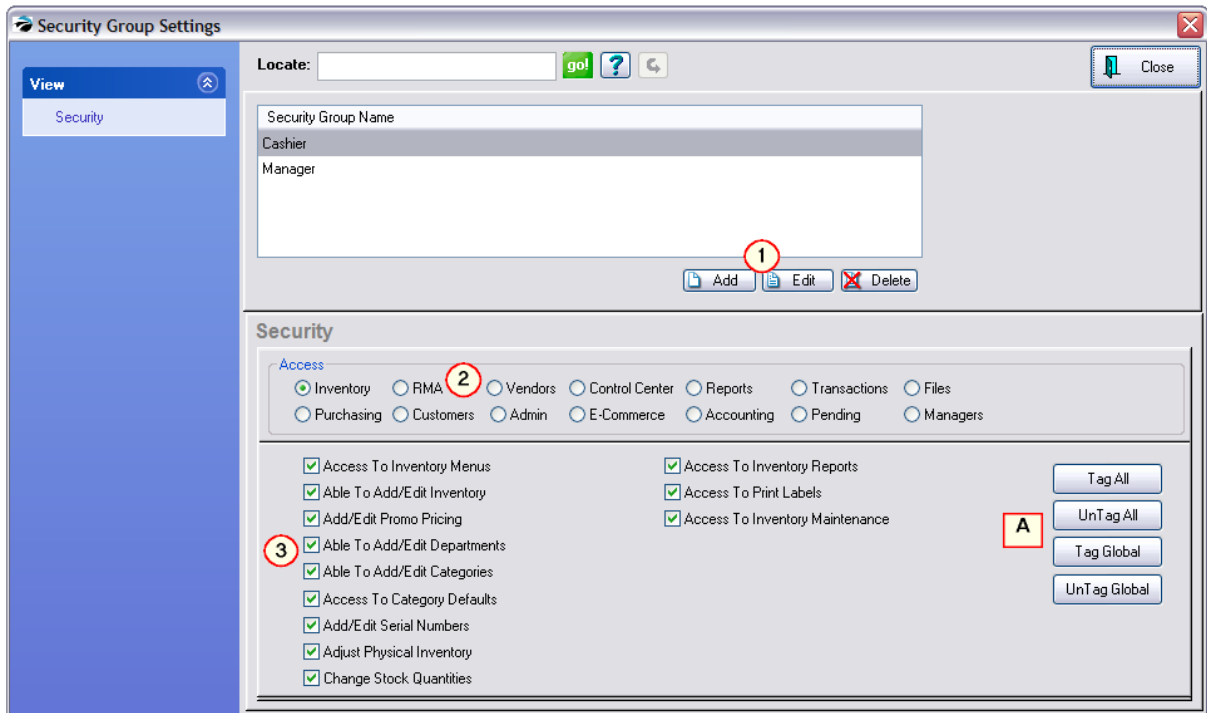 Security Group Settings
Locate:
go!
?
Close
View
Security
Security Group Name
Cashier
Manager
1
Add
Edit
Delete
Security
Access
Inventory RMA 2 Vendors Control Center Reports Transactions Files
Purchasing Customers Admin E-Commerce Accounting Pending Managers
Access To Inventory Menus
Able To Add/Edit Inventory
Add/Edit Promo Pricing
3
Able To Add/Edit Departments
Able To Add/Edit Categories
Access To Category Defaults
Add/Edit Serial Numbers
Adjust Physical Inventory
Change Stock Quantities
Access To Inventory Reports
Access To Print Labels
Access To Inventory Maintenance
A
Tag All
UnTag All
Tag Global
UnTag Global